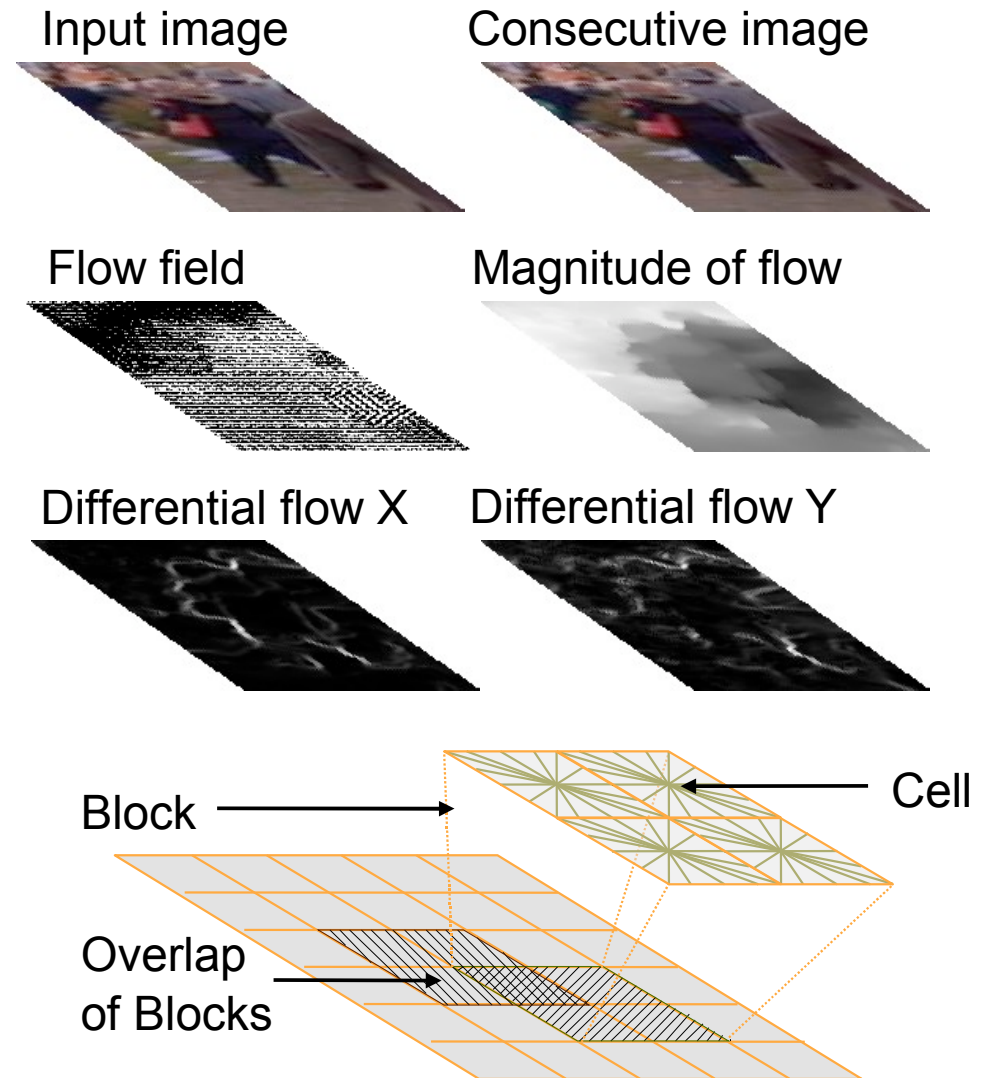 Input image
Consecutive image
Flow field
Magnitude of flow
Differential flow X
Differential flow Y
Cell
Block
Overlap
of Blocks